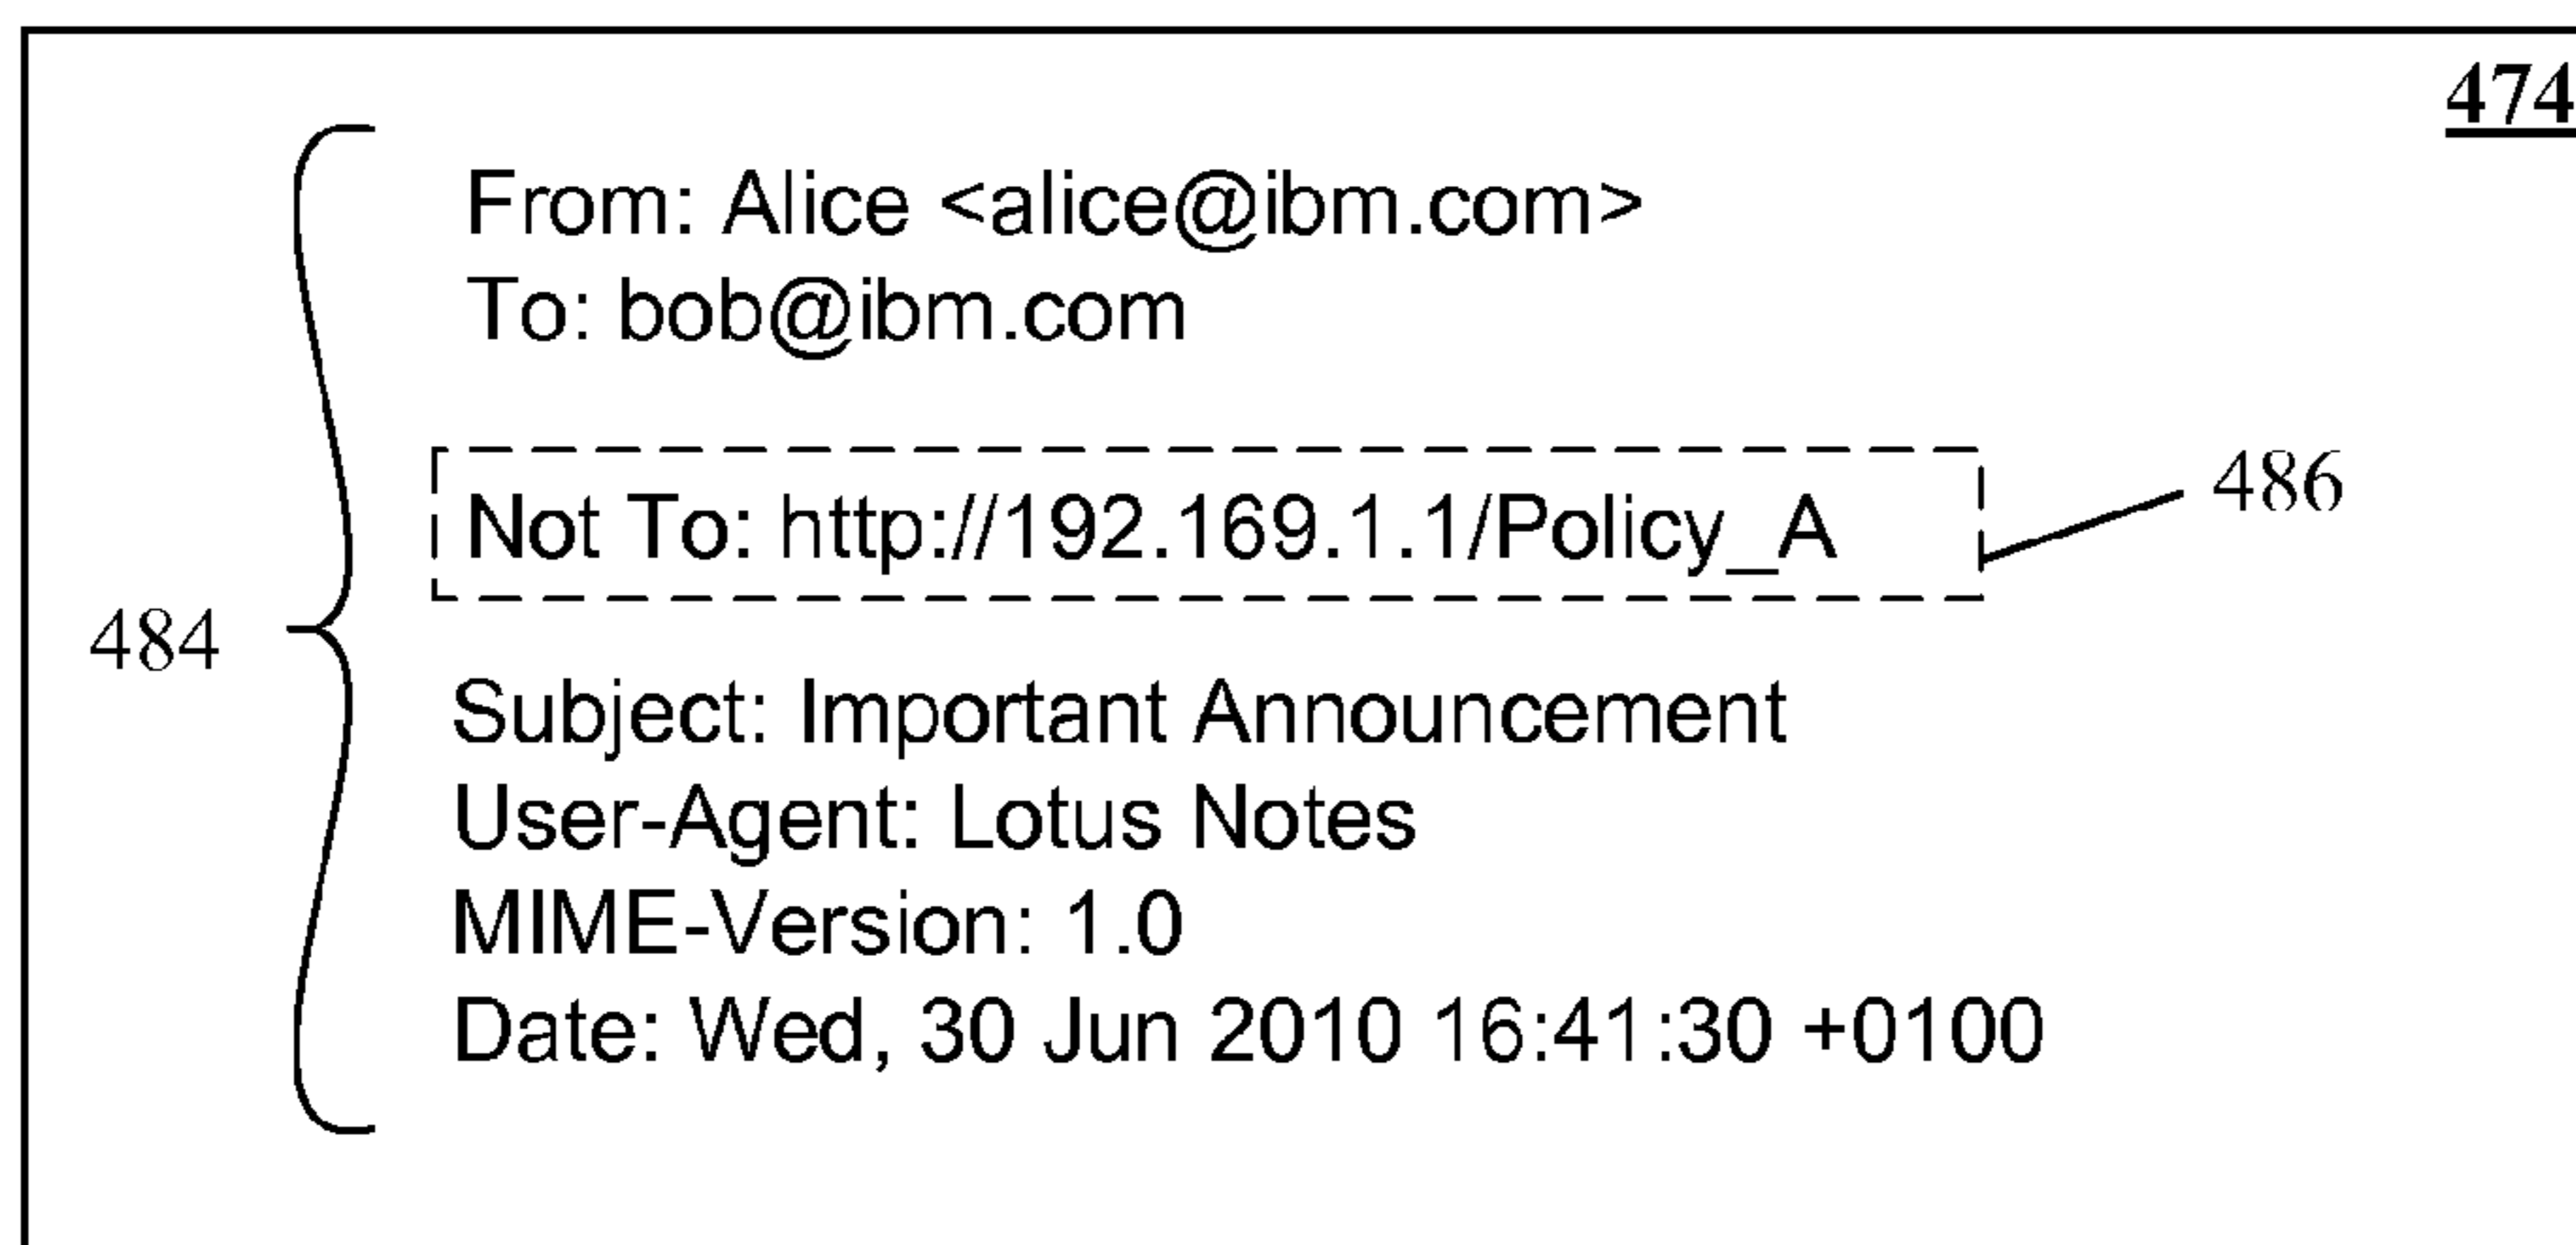 474
From: Alice <alice@ibm.com>
To: bob@ibm.com
Not To: http://192.169.1.1/Policy_A
486
484
Subject: Important Announcement
User-Agent: Lotus Notes
MIME-Version: 1.0
Date: Wed, 30 Jun 2010 16:41:30 +0100